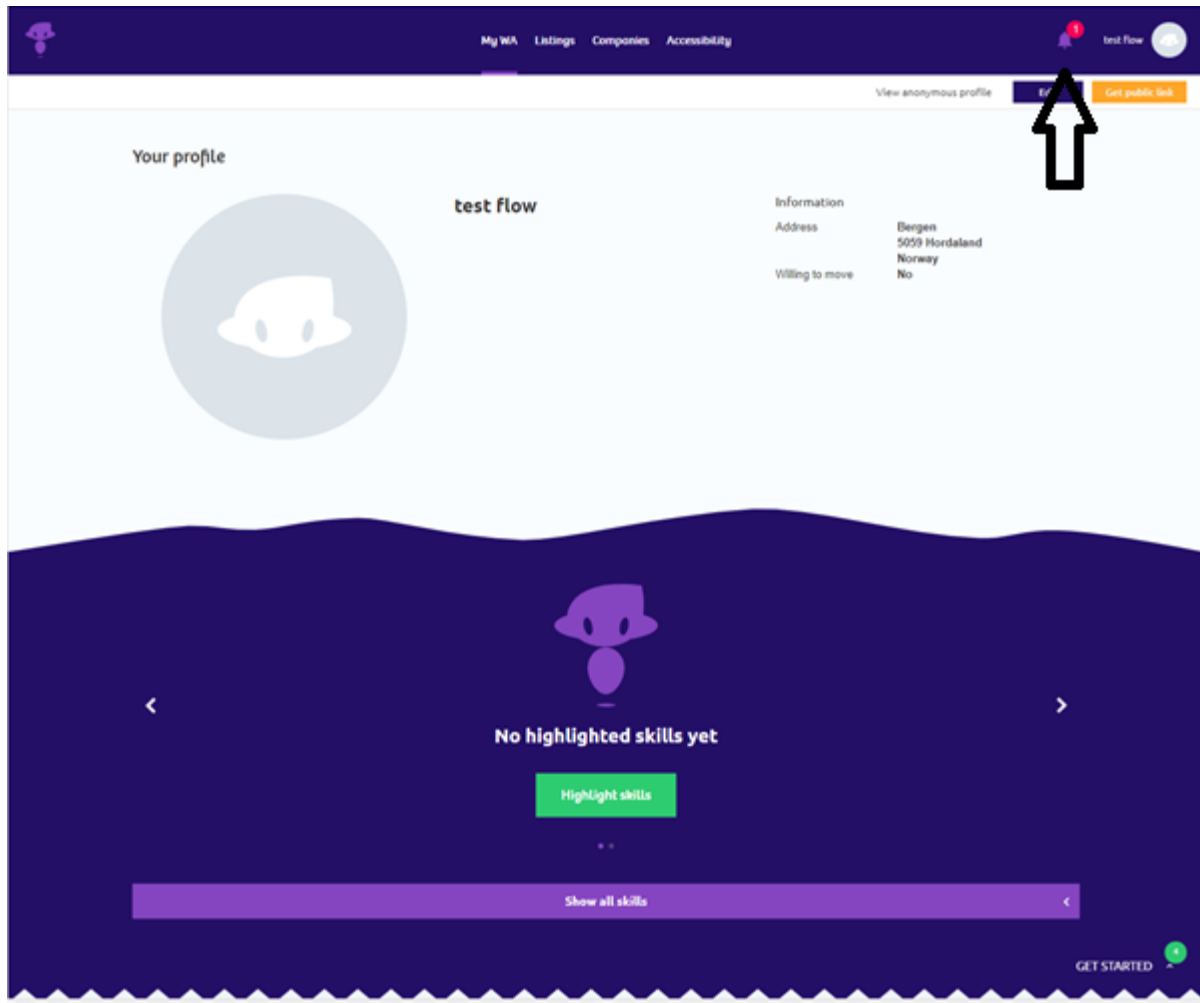 My WA Listings Companies Accessibility
1
test flow
View anonymous profile
Get public link
Your profile
test flow
Information
Address Bergen
5059 Hordaland
Norway
Willing to move No
No highlighted skills yet
Highlight skills
Show all skills
GET STARTED